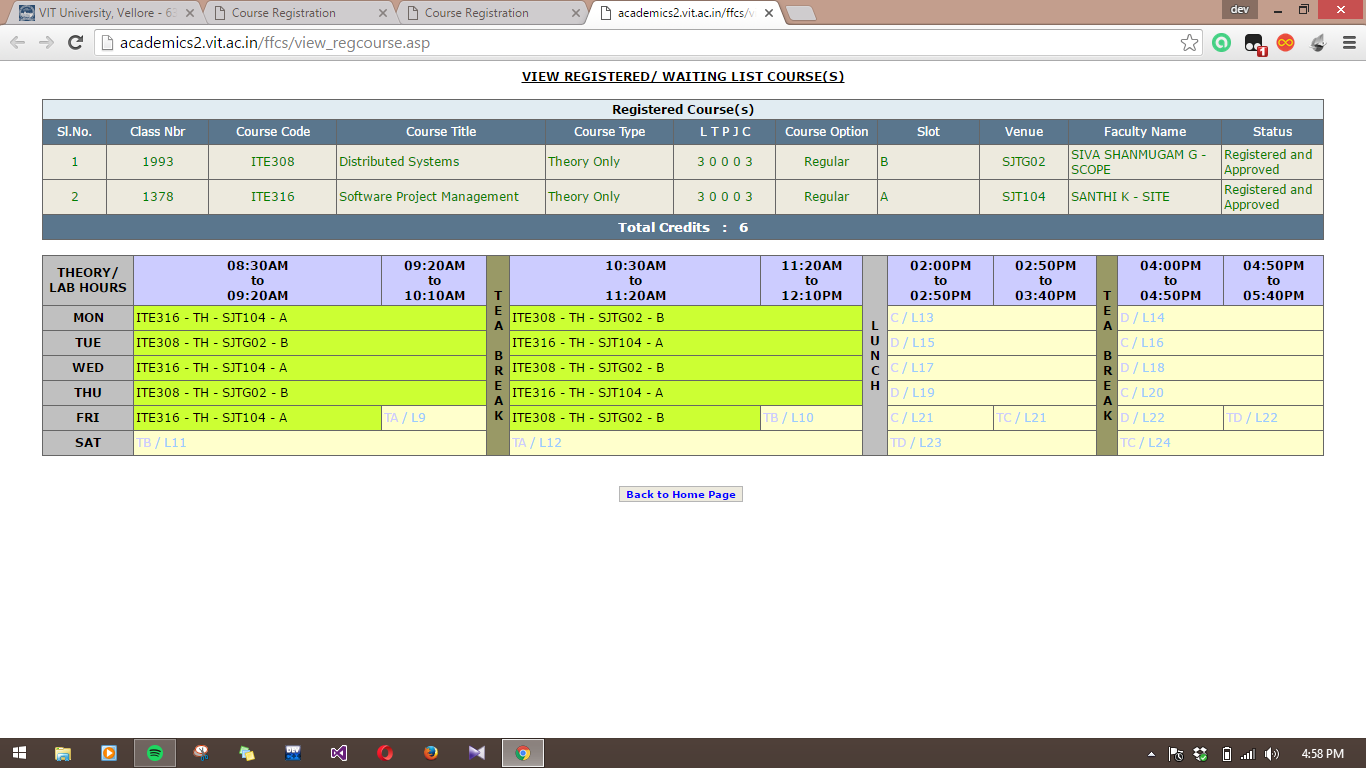 VIT University, Vellore - 63
Course Registration
Course Registration
academics2.vit.ac.in/ffcs/v
dev
academics2.vit.ac.in/ffcs/view_regcourse.asp
1
VIEW REGISTERED/ WAITING LIST COURSE(S)
Registered Course(s)
Sl.No. Class Nbr Course Code Course Title Course Type L T P J C Course Option Slot Venue Faculty Name Status
1 1993 ITE308 Distributed Systems Theory Only 3 0 0 0 3 Regular B SJTG02 SIVA SHANMUGAM G - SCOPE Registered and Approved
2 1378 ITE316 Software Project Management Theory Only 3 0 0 0 3 Regular A SJT104 SANTHI K - SITE Registered and Approved
Total Credits : 6
THEORY/ LAB HOURS 08:30AM to 09:20AM 09:20AM to 10:10AM TEA BREAK 10:30AM to 11:20AM 11:20AM to 12:10PM LUNCH 02:00PM to 02:50PM 02:50PM to 03:40PM TEA BREAK 04:00PM to 04:50PM 04:50PM to 05:40PM
MON ITE316 - TH - SJT104 - A ITE308 - TH - SJTG02 - B C / L13 D / L14
TUE ITE308 - TH - SJTG02 - B ITE316 - TH - SJT104 - A D / L15 C / L16
WED ITE316 - TH - SJT104 - A ITE308 - TH - SJTG02 - B C / L17 D / L18
THU ITE308 - TH - SJTG02 - B ITE316 - TH - SJT104 - A D / L19 C / L20
FRI ITE316 - TH - SJT104 - A TA / L9 ITE308 - TH - SJTG02 - B TB / L10 C / L21 TC / L21 D / L22 TD / L22
SAT TB / L11 TA / L12 TD / L23 TC / L24
Back to Home Page
4:58 PM